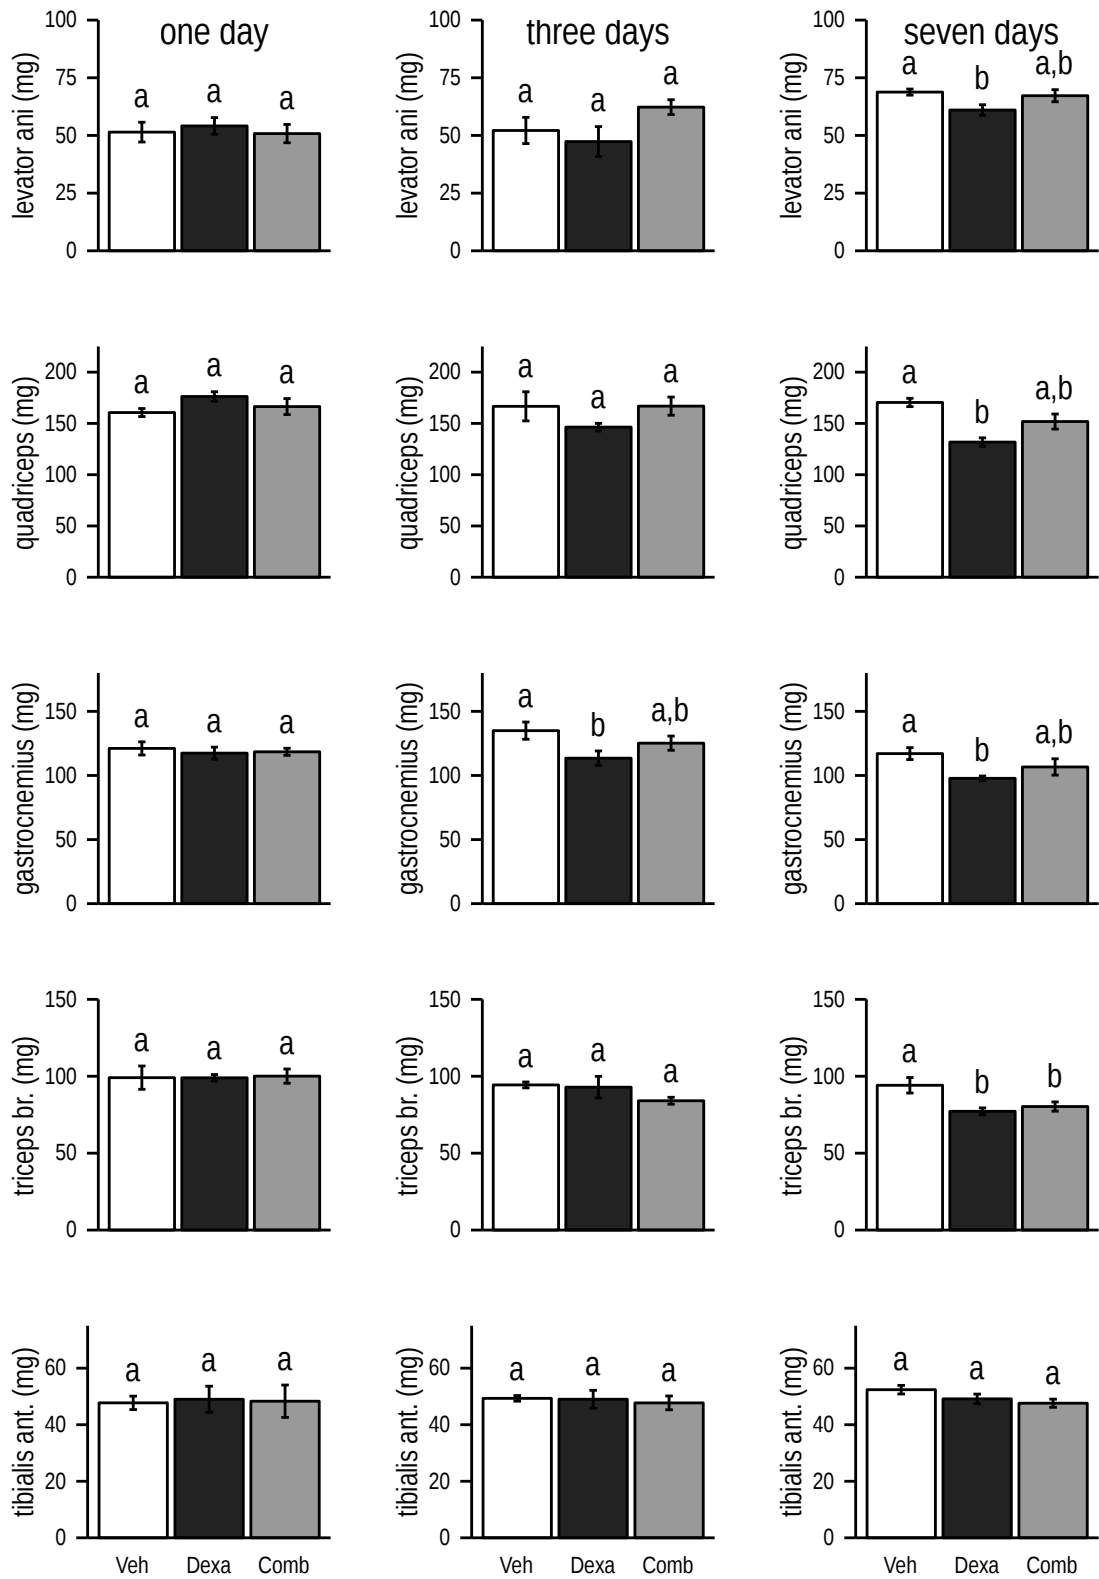 one day
three days
seven days
levator ani (mg)
100
75
50
25
0
a
a
a
levator ani (mg)
100
75
50
25
0
a
a
a
levator ani (mg)
100
75
50
25
0
a
b
a,b
quadriceps (mg)
200
150
100
50
0
a
a
a
quadriceps (mg)
200
150
100
50
0
a
a
a
quadriceps (mg)
200
150
100
50
0
a
b
a,b
gastrocnemius (mg)
150
100
50
0
a
a
a
gastrocnemius (mg)
150
100
50
0
a
b
a,b
gastrocnemius (mg)
150
100
50
0
a
b
a,b
triceps br. (mg)
150
100
50
0
a
a
a
triceps br. (mg)
150
100
50
0
a
a
a
triceps br. (mg)
150
100
50
0
a
b
b
tibialis ant. (mg)
60
40
20
0
a
a
a
Veh Dexa Comb
tibialis ant. (mg)
60
40
20
0
a
a
a
Veh Dexa Comb
tibialis ant. (mg)
60
40
20
0
a
a
a
Veh Dexa Comb